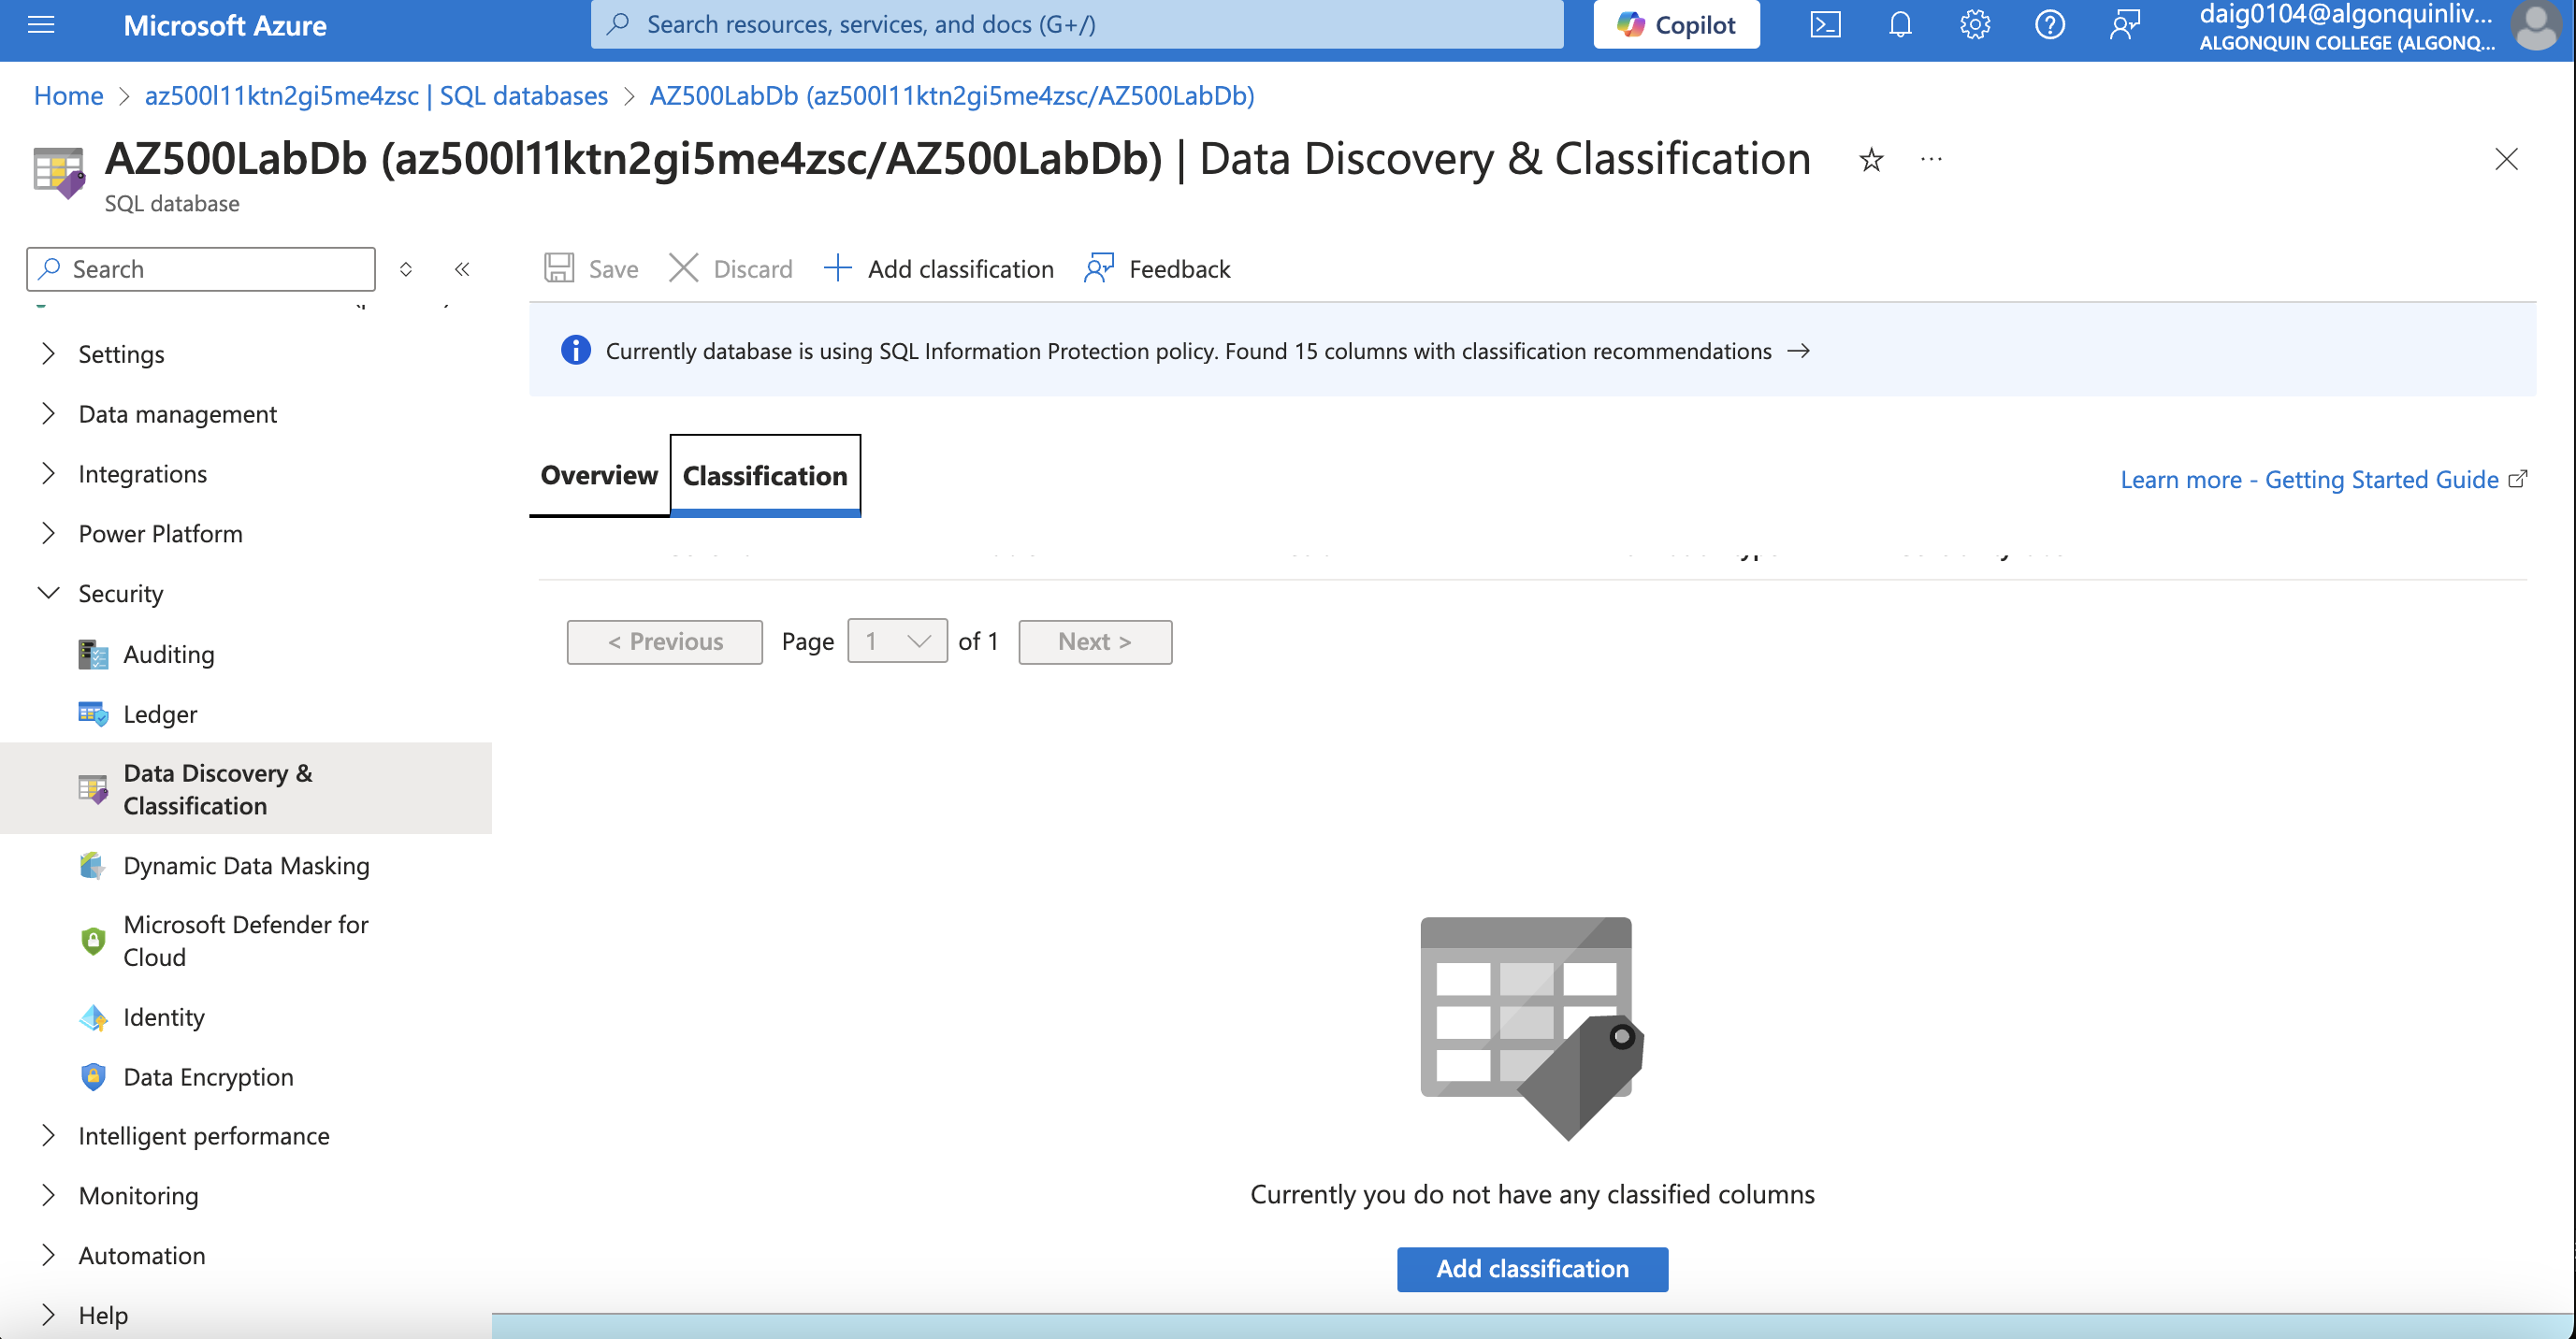 Microsoft Azure
Search resources, services, and docs (G+/)
Copilot
daig0104@algonquinliv...
ALGONQUIN COLLEGE (ALGONQ...
Home > az500l11ktn2gi5me4zsc | SQL databases > AZ500LabDb (az500l11ktn2gi5me4zsc/AZ500LabDb)
AZ500LabDb (az500l11ktn2gi5me4zsc/AZ500LabDb) | Data Discovery & Classification
SQL database
Search
Save
Discard
Add classification
Feedback
Currently database is using SQL Information Protection policy. Found 15 columns with classification recommendations →
Settings
Data management
Integrations
Power Platform
Security
Auditing
Ledger
Data Discovery &
Classification
Dynamic Data Masking
Microsoft Defender for
Cloud
Identity
Data Encryption
Intelligent performance
Monitoring
Automation
Help
Overview
Classification
Learn more - Getting Started Guide
< Previous
Page
1
of 1
Next >
Currently you do not have any classified columns
Add classification